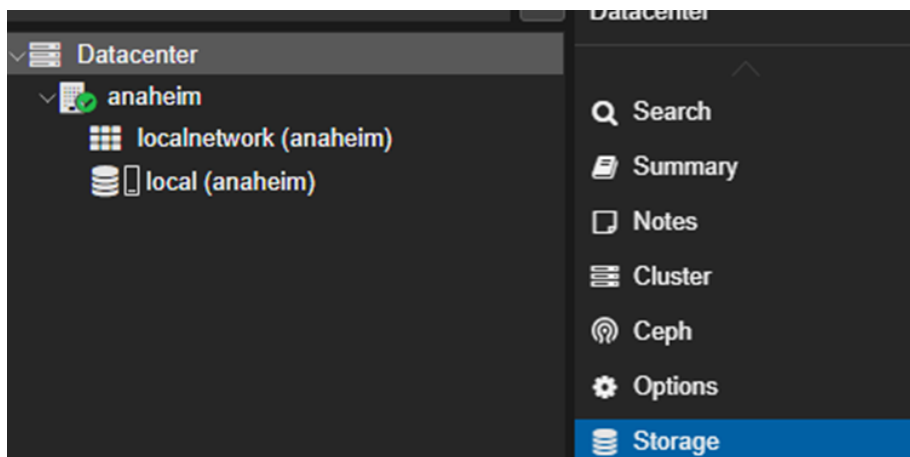 Datacenter
anaheim
localnetwork (anaheim)
local (anaheim)
Datacenter
Search
Summary
Notes
Cluster
Ceph
Options
Storage